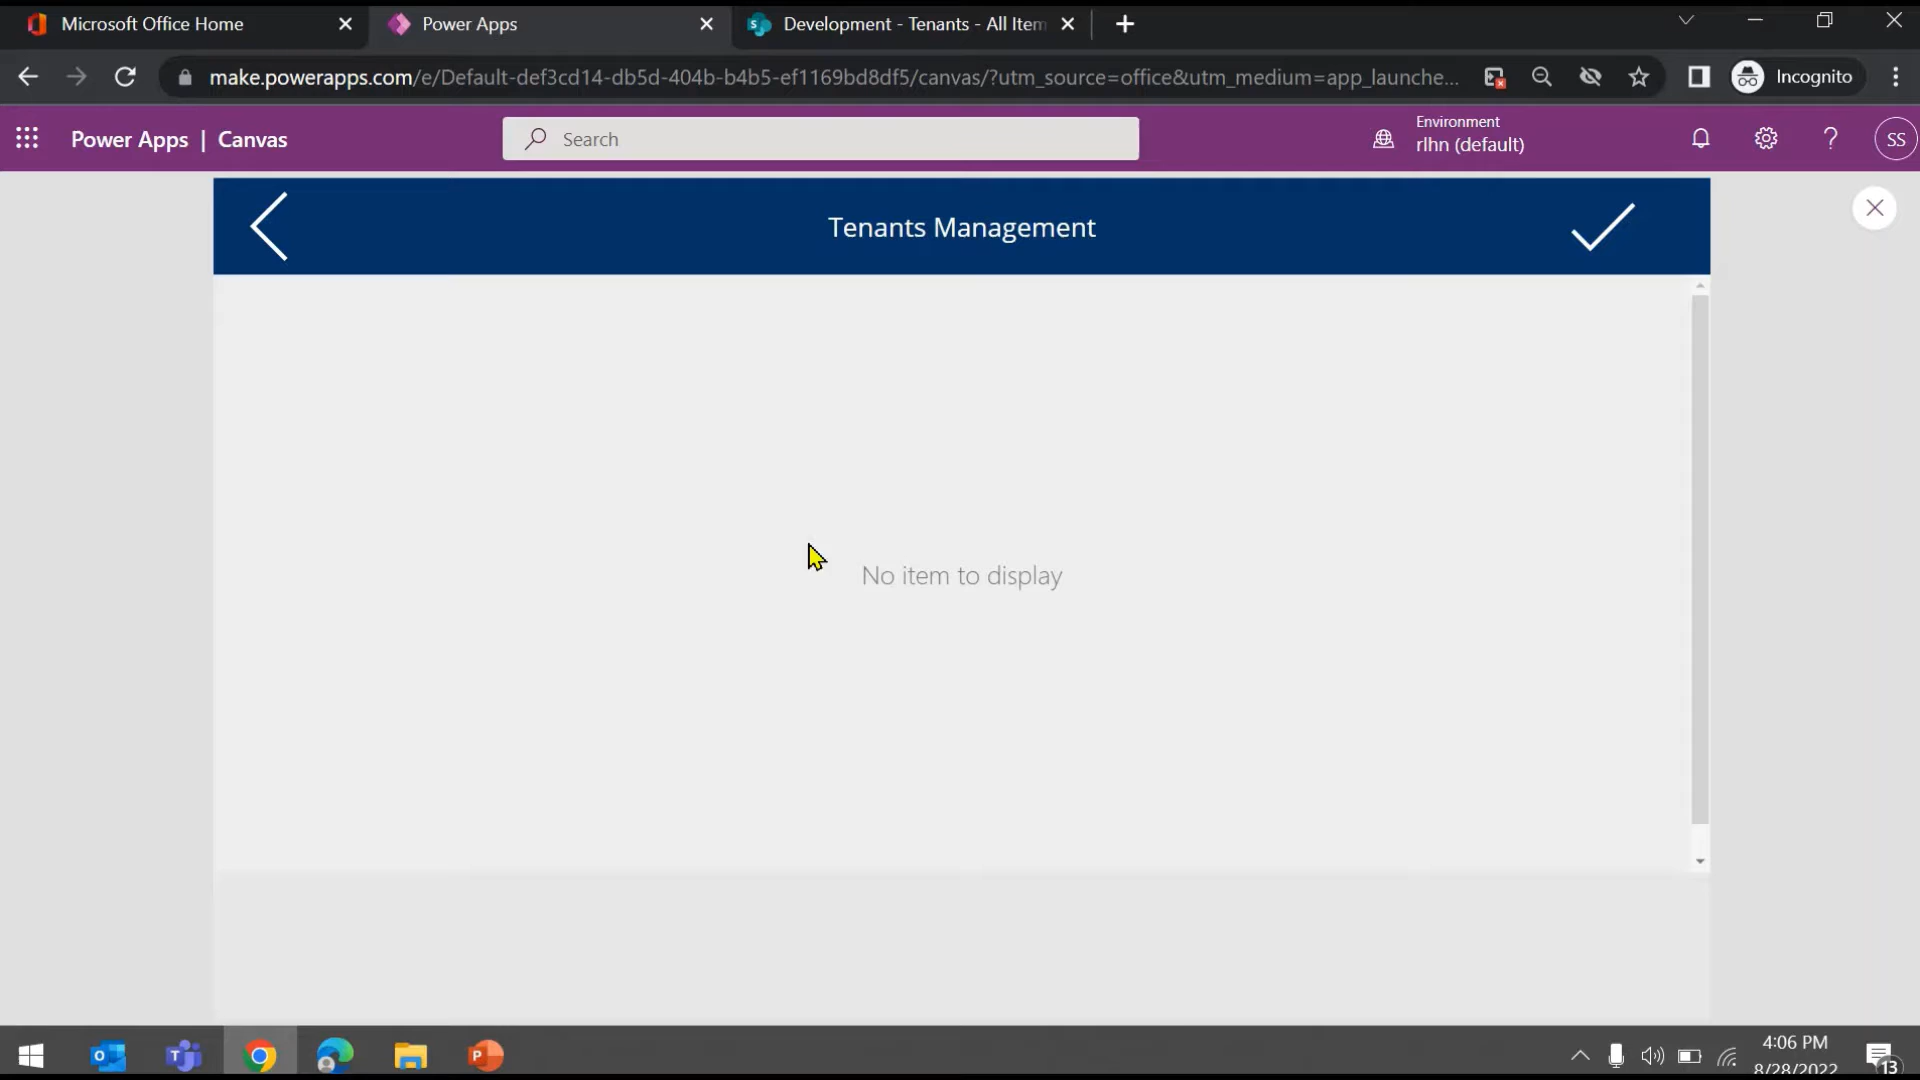 Microsoft Office Home
Power Apps
Development - Tenants - All Item
make.powerapps.com/e/Default-def3cd14-db5d-404b-b4b5-ef1169bd8df5/canvas/?utm_source=office&utm_medium=app_launche...
Incognito
Power Apps | Canvas
Search
Environment
rlhn (default)
SS
Tenants Management
No item to display
4:06 PM
8/28/2022
13